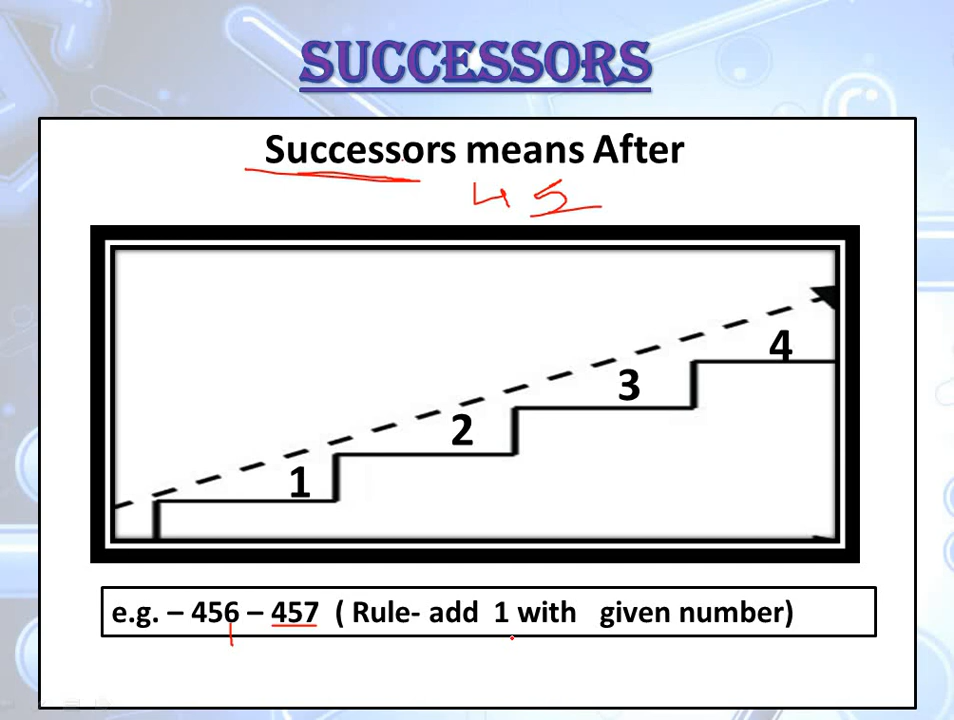 SUCCESSORS
Successors means After
4 5
4
3
2
1
e.g. – 456 – 457 ( Rule- add 1 with given number)